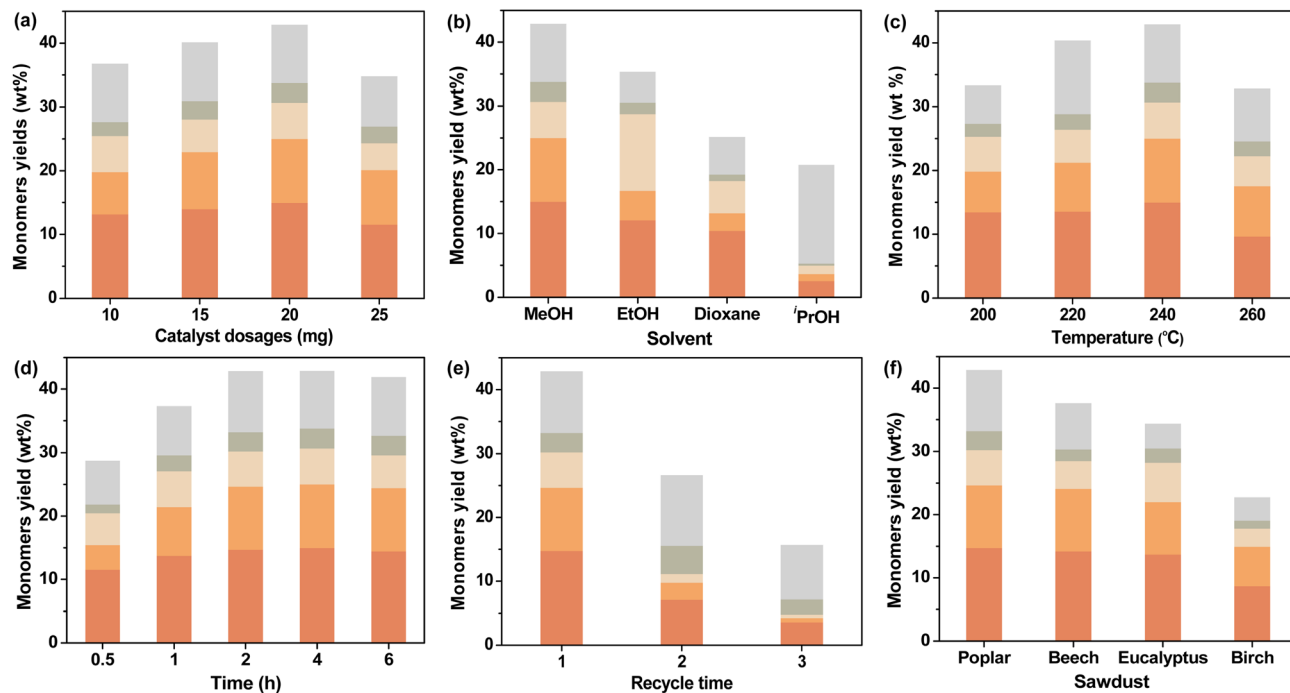 (a)
Monomers yields (wt%)
40
30
20
10
0
10 15 20 25
Catalyst dosages (mg)
(b)
Monomers yield (wt%)
40
30
20
10
0
MeOH EtOH Dioxane iPrOH
Solvent
(c)
Monomers yield (wt %)
40
30
20
10
0
200 220 240 260
Temperature (°C)
(d)
Monomers yield (wt%)
40
30
20
10
0
0.5 1 2 4 6
Time (h)
(e)
Monomers yield (wt%)
40
30
20
10
0
1 2 3
Recycle time
(f)
Monomers yield (wt%)
40
30
20
10
0
Poplar Beech Eucalyptus Birch
Sawdust